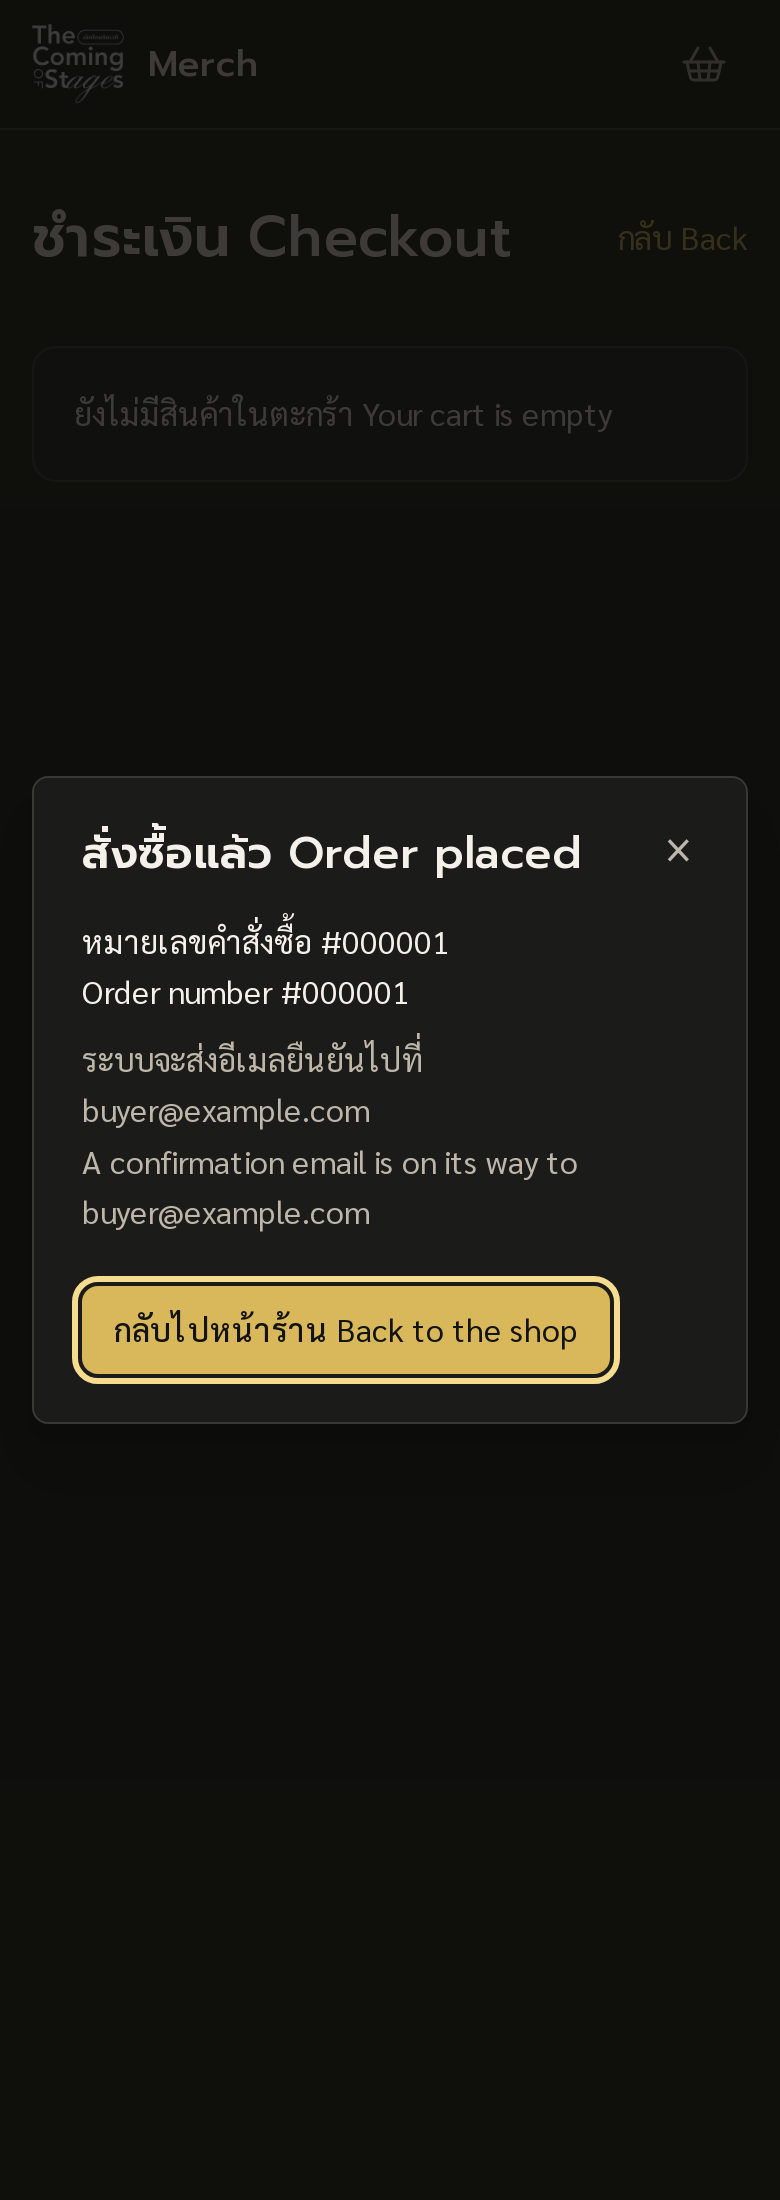 The
Coming
OF Stages
Merch
ชำระเงิน Checkout
กลับ Back
ยังไม่มีสินค้าในตะกร้า Your cart is empty
สั่งซื้อแล้ว Order placed
หมายเลขคำสั่งซื้อ #000001
Order number #000001
ระบบจะส่งอีเมลยืนยันไปที่
buyer@example.com
A confirmation email is on its way to
buyer@example.com
กลับไปหน้าร้าน Back to the shop